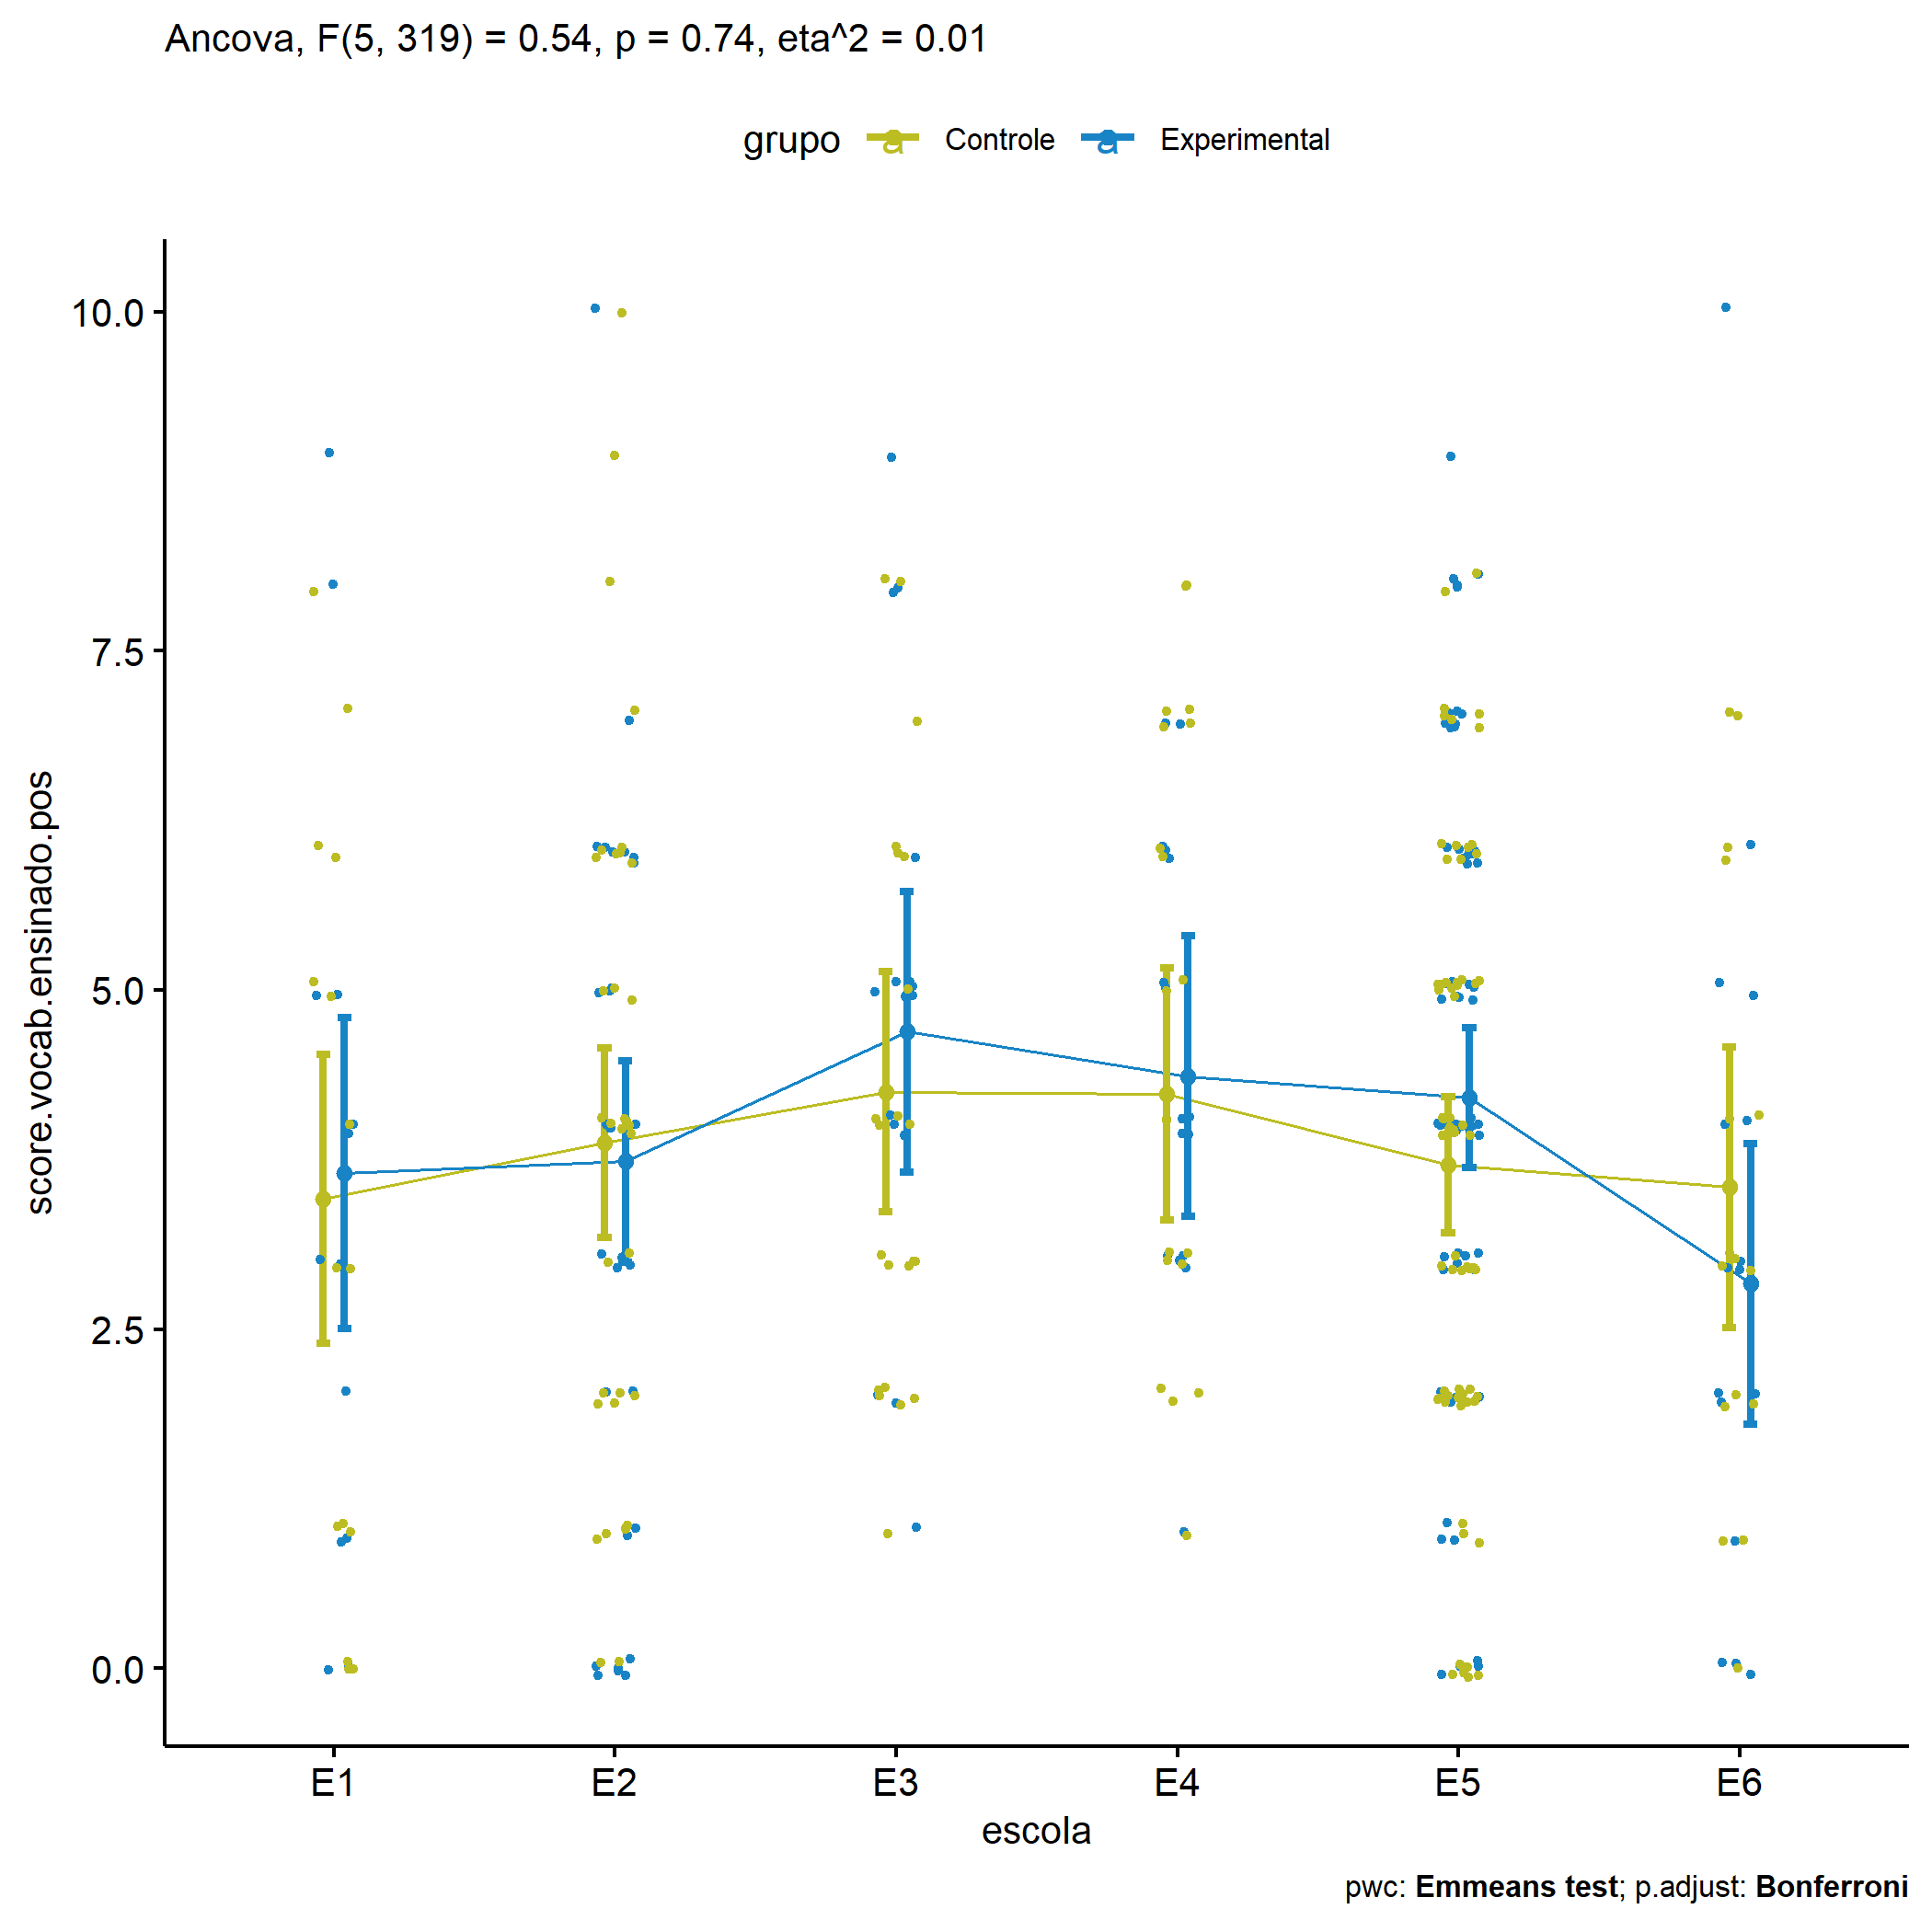 Ancova, F(5, 319) = 0.54, p = 0.74, eta^2 = 0.01
grupo a Controle a Experimental
score.vocab.ensinado.pos
10.0
7.5
5.0
2.5
0.0
E1 E2 E3 E4 E5 E6
escola
pwc: Emmeans test; p.adjust: Bonferroni